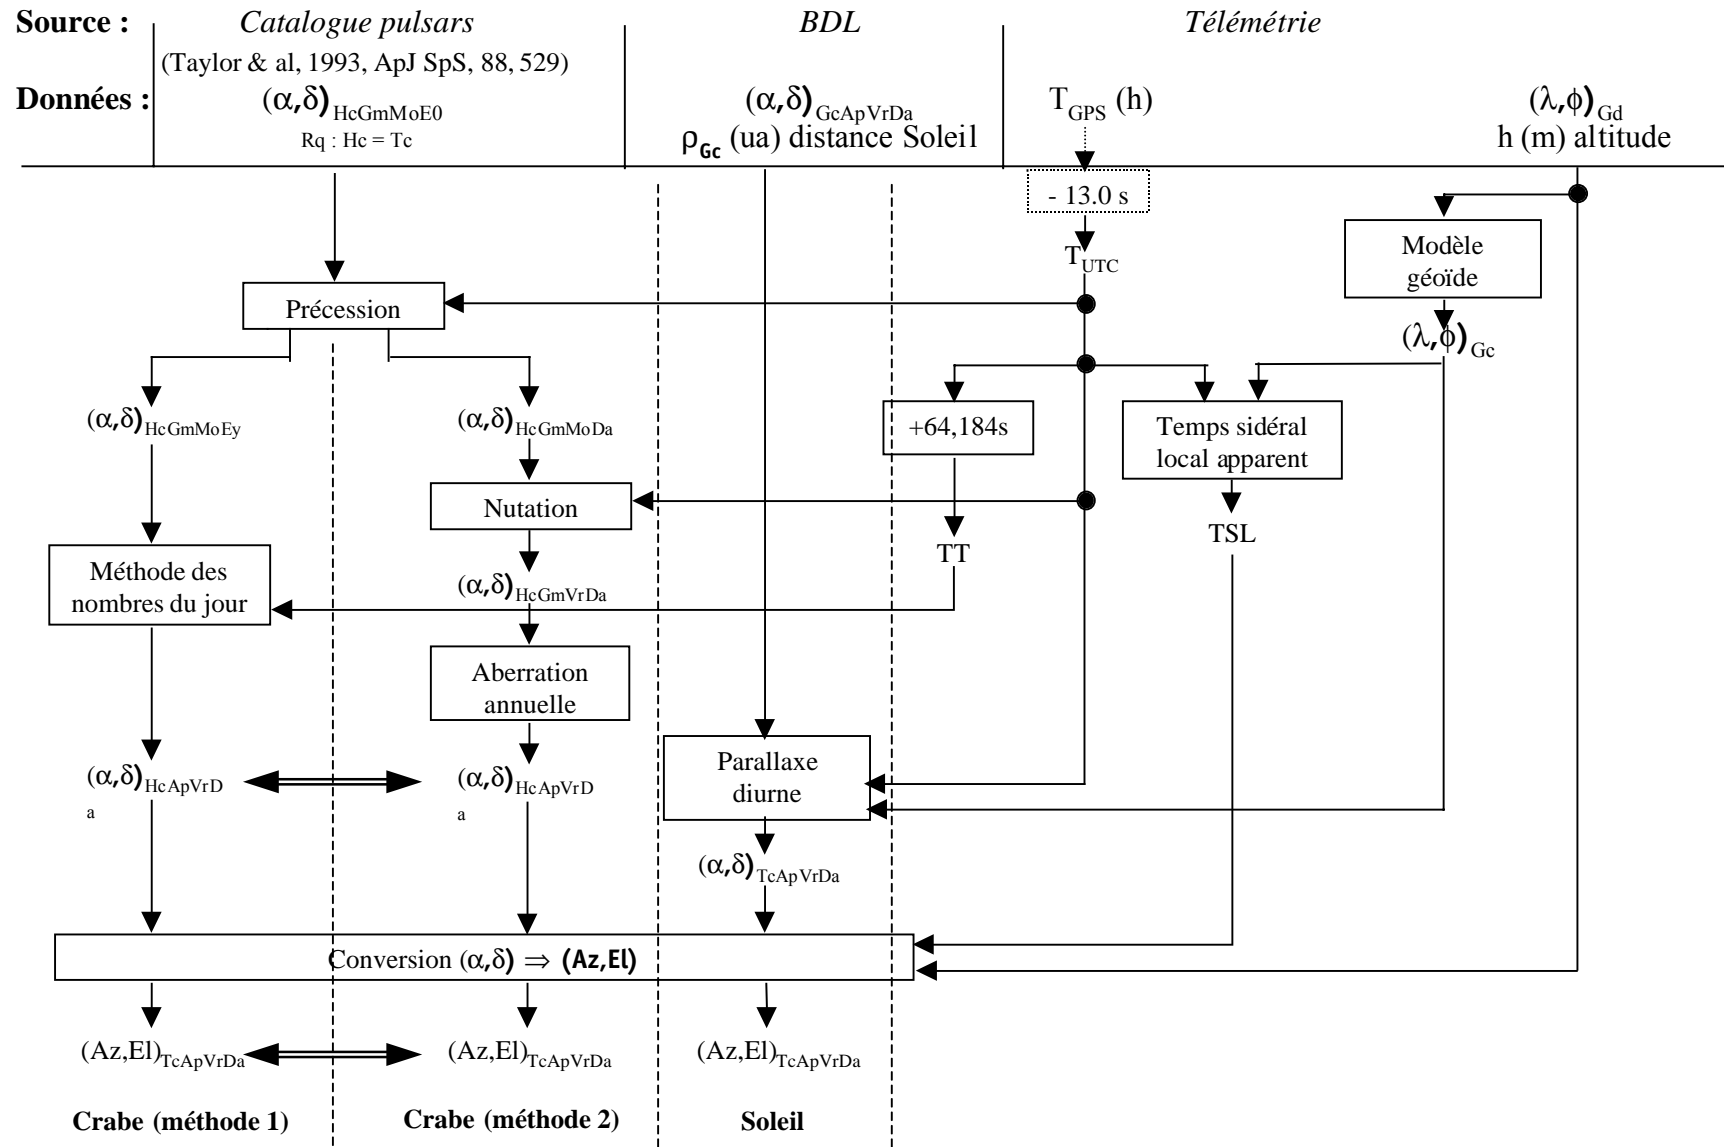 Source : Catalogue pulsars BDL Télémétrie
(Taylor & al, 1993, ApJ SpS, 88, 529)
Données : (α,δ)HcGmMoE0 (α,δ)GcApVrDa TGPS (h) (λ,ϕ)Gd
Rq : Hc = Tc ρGc (ua) distance Soleil h (m) altitude
- 13.0 s
TUTC
Modèle
géoïde
Précession
(λ,ϕ)Gc
(α,δ)HcGmMoEy (α,δ)HcGmMoDa
+64,184s
Temps sidéral
local apparent
Nutation
TSL
TT
Méthode des
nombres du jour
(α,δ)HcGmVrDa
Aberration
annuelle
Parallaxe
diurne
(α,δ)HcApVrD
a
(α,δ)HcApVrD
a
(α,δ)TcApVrDa
Conversion (α,δ) ⇒ (Az,El)
(Az,El)TcApVrDa (Az,El)TcApVrDa (Az,El)TcApVrDa
Crabe (méthode 1) Crabe (méthode 2) Soleil